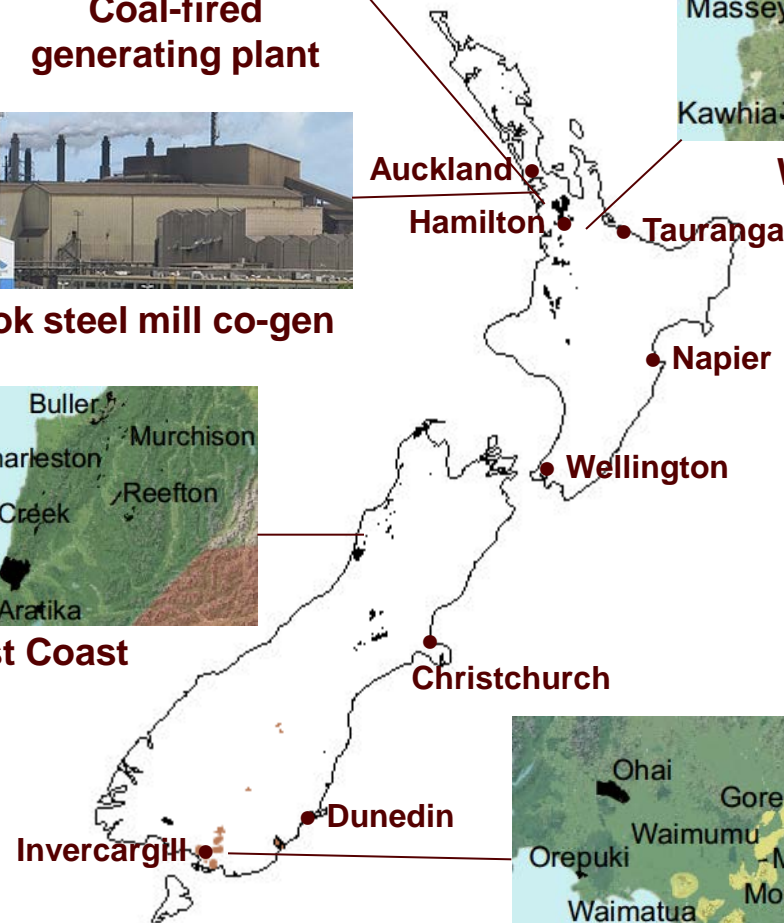 Coal-fired
generating plant
Massey
Kawhia
Auckland
Hamilton
Tauranga
ok steel mill co-gen
Napier
Buller
Murchison
harleston
Reefton
Creek
Aratika
Wellington
st Coast
Christchurch
Ohai
Gore
Dunedin
Waimumu
Invercargill
Orepuki
Mo
Waimatua